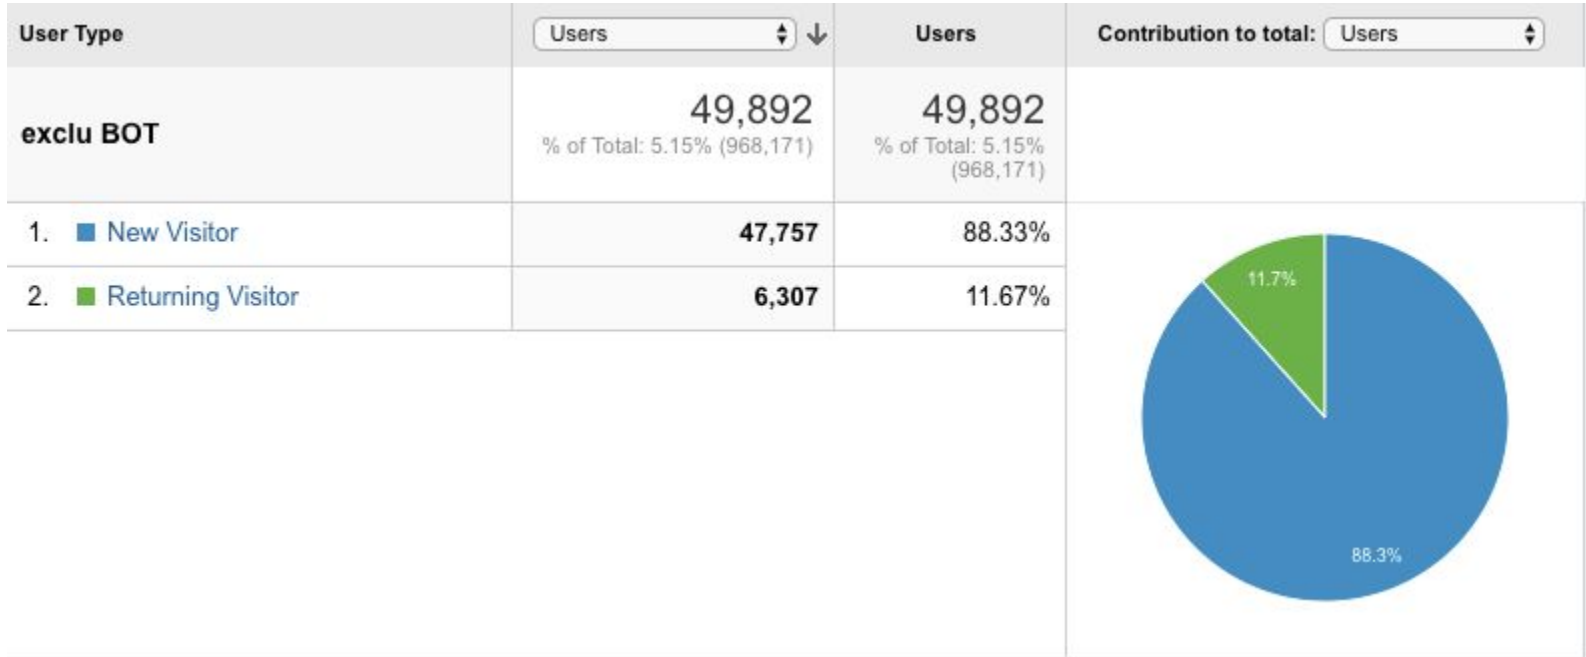 User Type Users Users Contribution to total: Users
exclu BOT 49,892 49,892
% of Total: 5.15% (968,171) % of Total: 5.15%
(968,171)
1. New Visitor 47,757 88.33%
2. Returning Visitor 6,307 11.67%
11.7%
88.3%